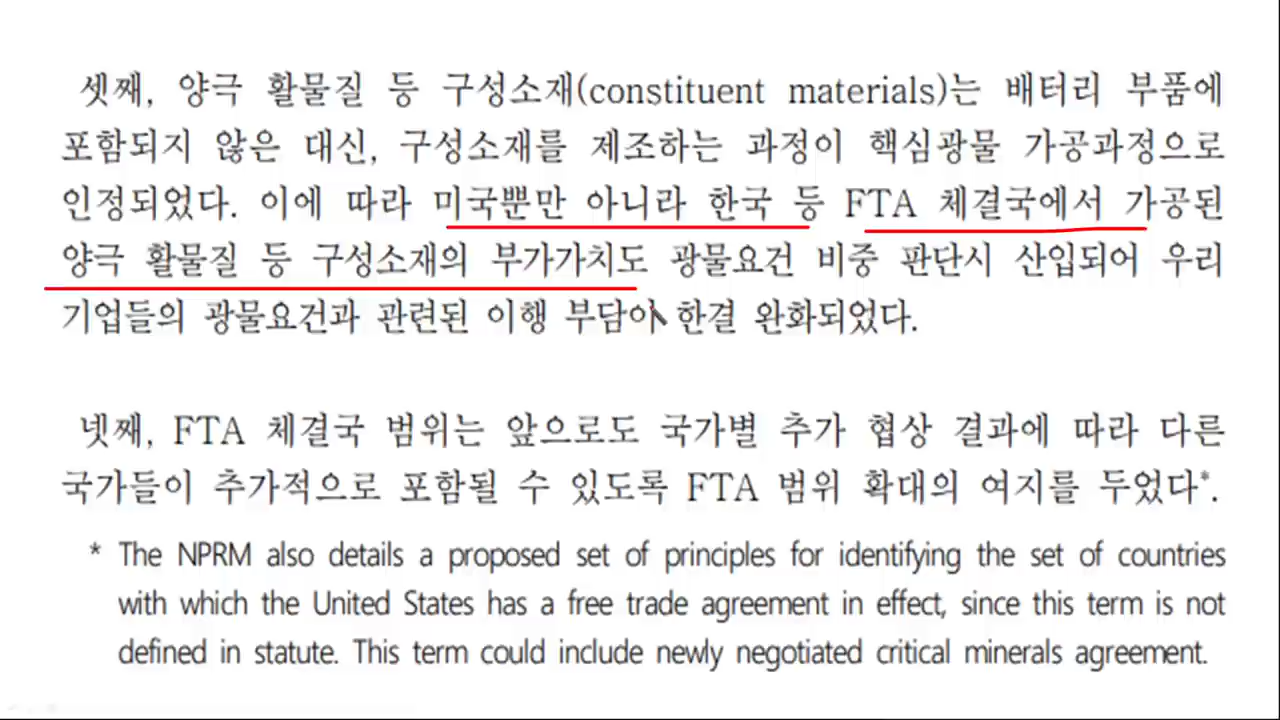 셋째, 양극 활물질 등 구성소재(constituent materials)는 배터리 부품에
포함되지 않은 대신, 구성소재를 제조하는 과정이 핵심광물 가공과정으로
인정되었다. 이에 따라 미국뿐만 아니라 한국 등 FTA 체결국에서 가공된
양극 활물질 등 구성소재의 부가가치도 광물요건 비중 판단시 산입되어 우리
기업들의 광물요건과 관련된 이행 부담이 한결 완화되었다.
넷째, FTA 체결국 범위는 앞으로도 국가별 추가 협상 결과에 따라 다른
국가들이 추가적으로 포함될 수 있도록 FTA 범위 확대의 여지를 두었다*.
* The NPRM also details a proposed set of principles for identifying the set of countries
with which the United States has a free trade agreement in effect, since this term is not
defined in statute. This term could include newly negotiated critical minerals agreement.